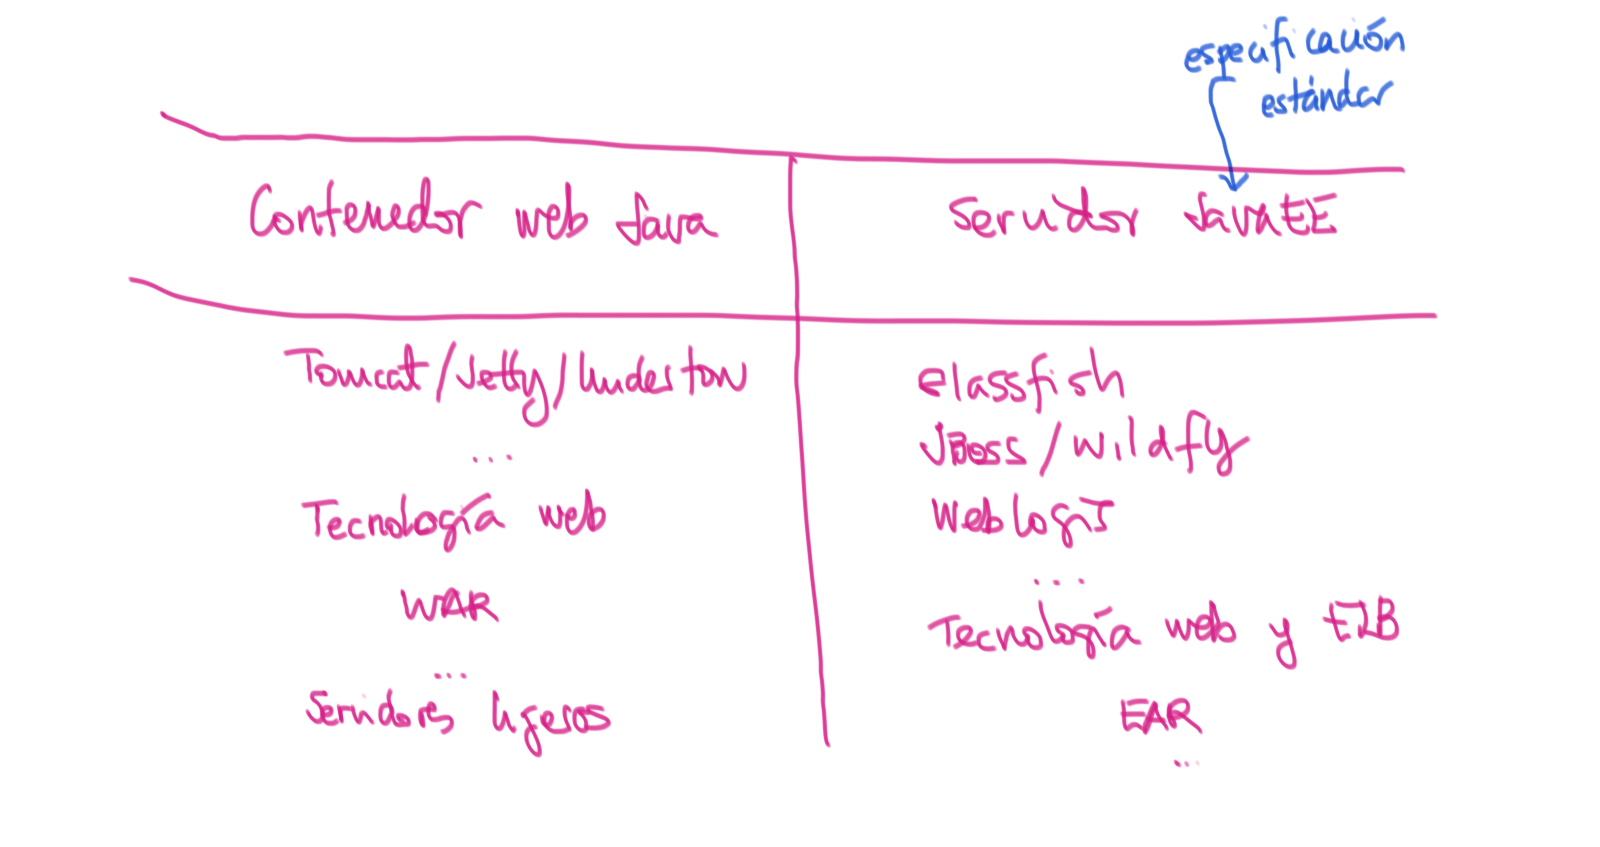 especificación
estándar
Contenedor web Java
Servidor JavaEE
Tomcat/Jetty/Undertow
...
Tecnología web
WAR
...
Servidores ligeros
Glassfish
JBoss/Wildfly
Weblogic
...
Tecnología web y EJB
EAR
...